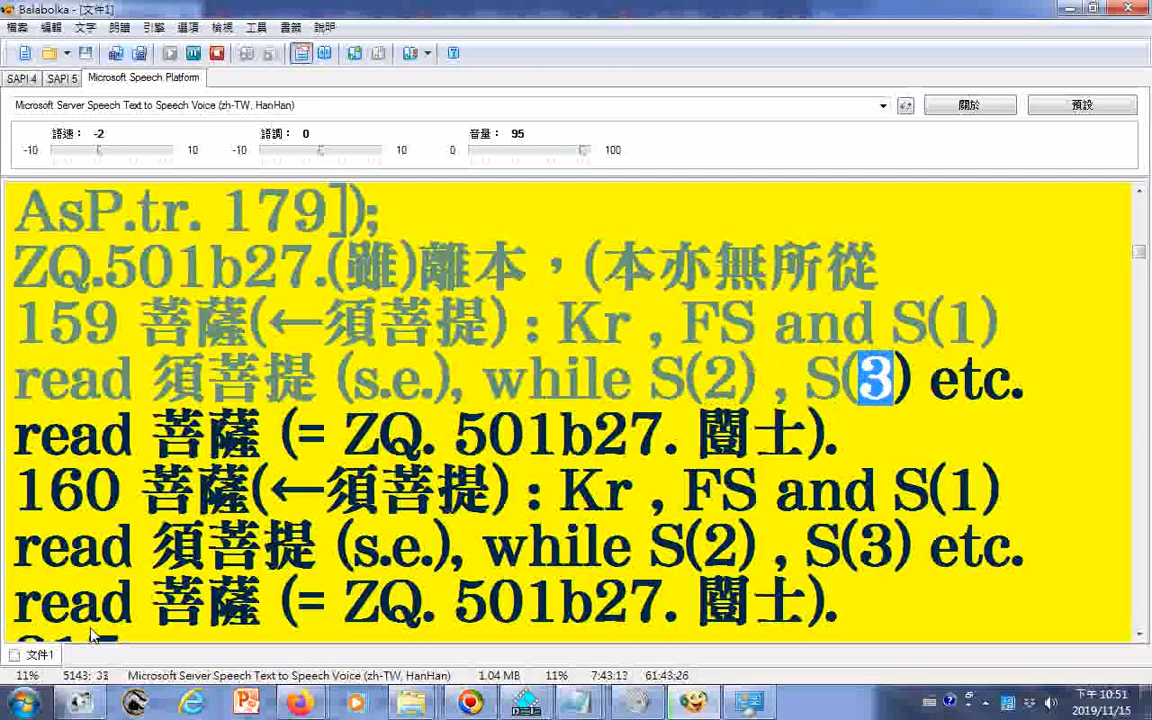 Balabolka - [文件1]
檔案 編輯 文字 朗讀 引擎 選項 檢視 工具 書籤 說明
SAPI 4 SAPI 5 Microsoft Speech Platform
Microsoft Server Speech Text to Speech Voice (zh-TW, HanHan) 關於 預設
語速： -2 語調： 0 音量： 95
-10 10 -10 10 0 100
AsP.tr. 179]);
ZQ.501b27.(雖)離本，(本亦無所從
159 菩薩(←須菩提) : Kr , FS and S(1)
read 須菩提 (s.e.), while S(2) , S(3) etc.
read 菩薩 (= ZQ. 501b27. 闓士).
160 菩薩(←須菩提) : Kr , FS and S(1)
read 須菩提 (s.e.), while S(2) , S(3) etc.
read 菩薩 (= ZQ. 501b27. 闓士).
文件1
11% 5143: 33 Microsoft Server Speech Text to Speech Voice (zh-TW, HanHan) 1.04 MB 11% 7:43:13 61:43:26
下午 10:51
2019/11/15